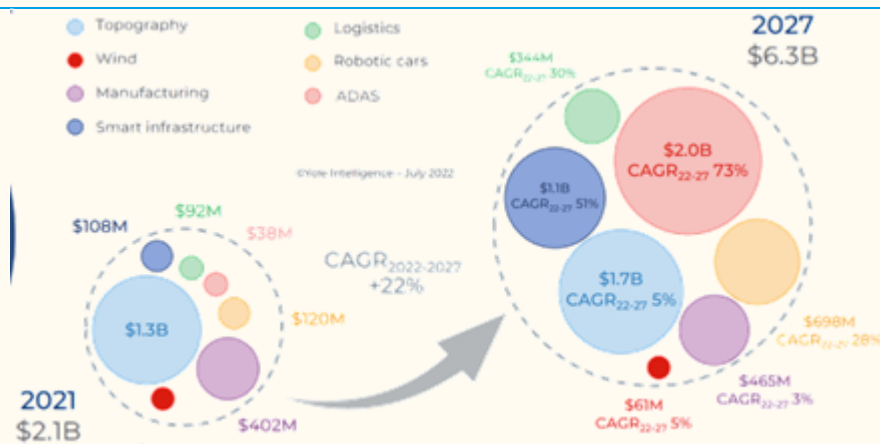 Topography
Wind
Manufacturing
Smart infrastructure
Logistics
Robotic cars
ADAS
©Yole Intelligence - July 2022
2021
$2.1B
$108M
$92M
$38M
$1.3B
$120M
$402M
CAGR2022-2027
+22%
2027
$6.3B
$344M
CAGR22-27 30%
$2.0B
CAGR22-27 73%
$1.1B
CAGR22-27 51%
$1.7B
CAGR22-27 5%
$698M
CAGR22-27 28%
$465M
CAGR22-27 3%
$61M
CAGR22-27 5%